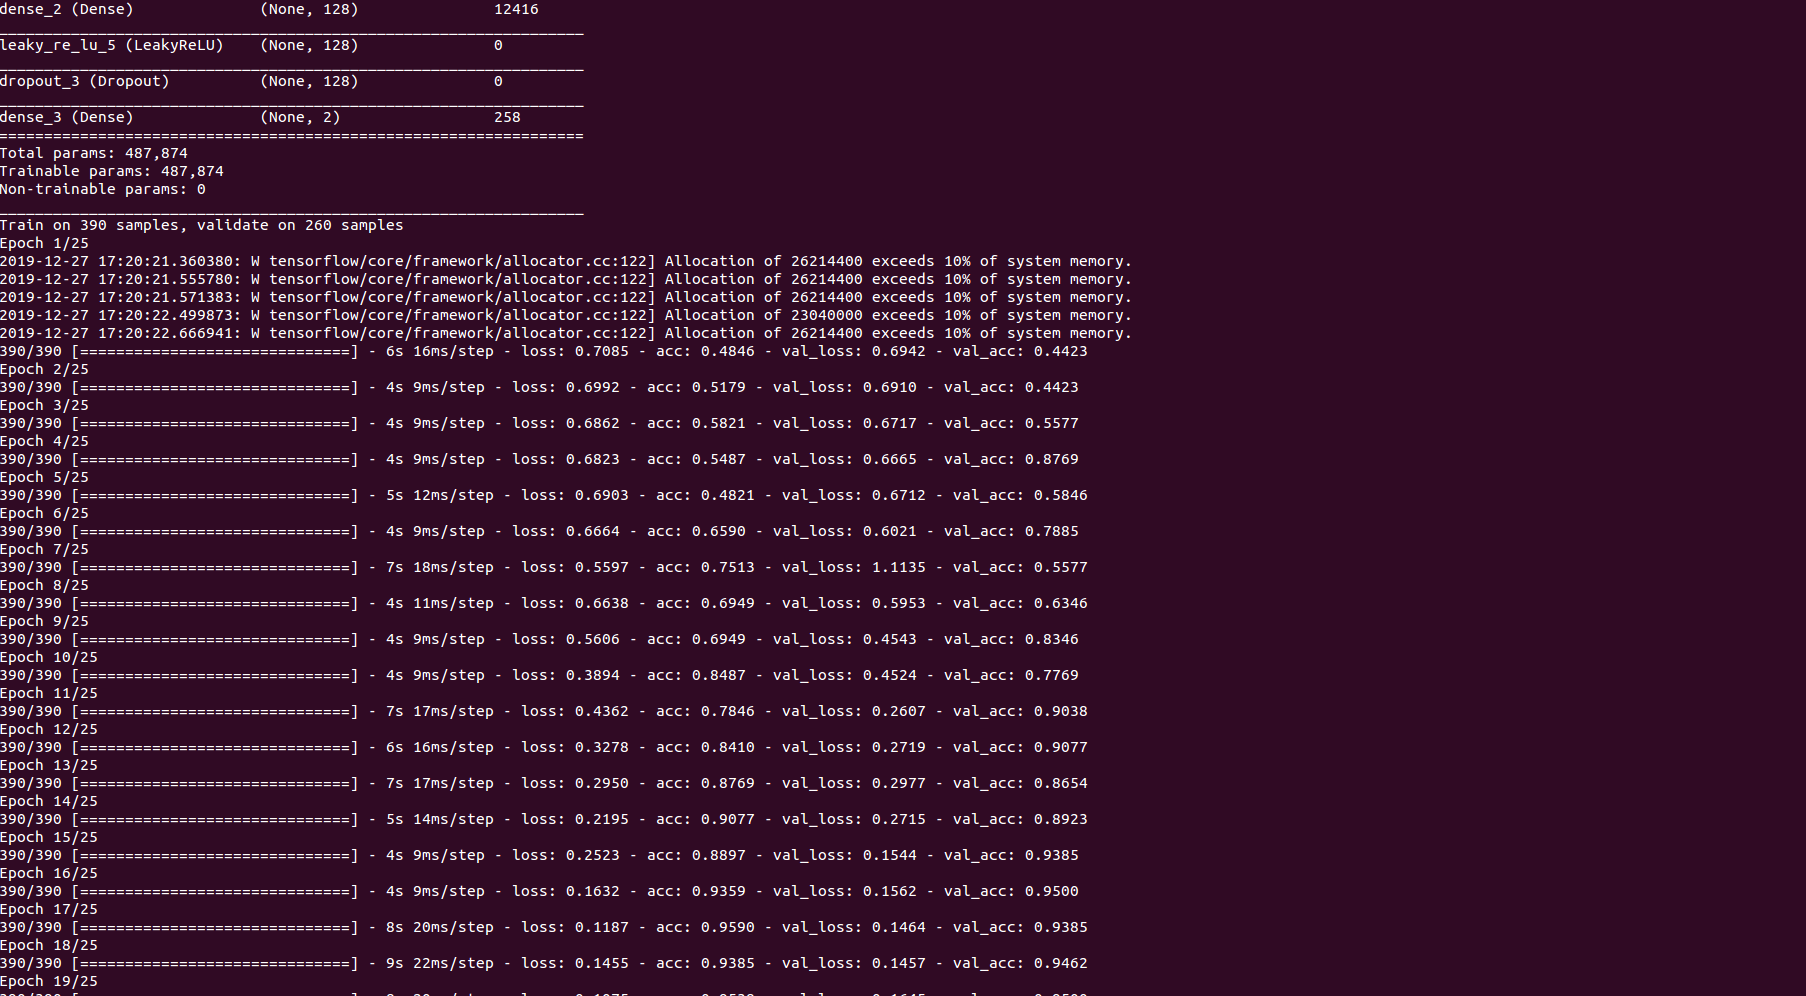 dense_2 (Dense)              (None, 128)               12416
_________________________________________________________________
leaky_re_lu_5 (LeakyReLU)    (None, 128)               0
_________________________________________________________________
dropout_3 (Dropout)          (None, 128)               0
_________________________________________________________________
dense_3 (Dense)              (None, 2)                 258
=================================================================
Total params: 487,874
Trainable params: 487,874
Non-trainable params: 0
_________________________________________________________________
Train on 390 samples, validate on 260 samples
Epoch 1/25
2019-12-27 17:20:21.360380: W tensorflow/core/framework/allocator.cc:122] Allocation of 26214400 exceeds 10% of system memory.
2019-12-27 17:20:21.555780: W tensorflow/core/framework/allocator.cc:122] Allocation of 26214400 exceeds 10% of system memory.
2019-12-27 17:20:21.571383: W tensorflow/core/framework/allocator.cc:122] Allocation of 26214400 exceeds 10% of system memory.
2019-12-27 17:20:22.499873: W tensorflow/core/framework/allocator.cc:122] Allocation of 23040000 exceeds 10% of system memory.
2019-12-27 17:20:22.666941: W tensorflow/core/framework/allocator.cc:122] Allocation of 26214400 exceeds 10% of system memory.
390/390 [==============================] - 6s 16ms/step - loss: 0.7085 - acc: 0.4846 - val_loss: 0.6942 - val_acc: 0.4423
Epoch 2/25
390/390 [==============================] - 4s 9ms/step - loss: 0.6992 - acc: 0.5179 - val_loss: 0.6910 - val_acc: 0.4423
Epoch 3/25
390/390 [==============================] - 4s 9ms/step - loss: 0.6862 - acc: 0.5821 - val_loss: 0.6717 - val_acc: 0.5577
Epoch 4/25
390/390 [==============================] - 4s 9ms/step - loss: 0.6823 - acc: 0.5487 - val_loss: 0.6665 - val_acc: 0.8769
Epoch 5/25
390/390 [==============================] - 5s 12ms/step - loss: 0.6903 - acc: 0.4821 - val_loss: 0.6712 - val_acc: 0.5846
Epoch 6/25
390/390 [==============================] - 4s 9ms/step - loss: 0.6664 - acc: 0.6590 - val_loss: 0.6021 - val_acc: 0.7885
Epoch 7/25
390/390 [==============================] - 7s 18ms/step - loss: 0.5597 - acc: 0.7513 - val_loss: 1.1135 - val_acc: 0.5577
Epoch 8/25
390/390 [==============================] - 4s 11ms/step - loss: 0.6638 - acc: 0.6949 - val_loss: 0.5953 - val_acc: 0.6346
Epoch 9/25
390/390 [==============================] - 4s 9ms/step - loss: 0.5606 - acc: 0.6949 - val_loss: 0.4543 - val_acc: 0.8346
Epoch 10/25
390/390 [==============================] - 4s 9ms/step - loss: 0.3894 - acc: 0.8487 - val_loss: 0.4524 - val_acc: 0.7769
Epoch 11/25
390/390 [==============================] - 7s 17ms/step - loss: 0.4362 - acc: 0.7846 - val_loss: 0.2607 - val_acc: 0.9038
Epoch 12/25
390/390 [==============================] - 6s 16ms/step - loss: 0.3278 - acc: 0.8410 - val_loss: 0.2719 - val_acc: 0.9077
Epoch 13/25
390/390 [==============================] - 7s 17ms/step - loss: 0.2950 - acc: 0.8769 - val_loss: 0.2977 - val_acc: 0.8654
Epoch 14/25
390/390 [==============================] - 5s 14ms/step - loss: 0.2195 - acc: 0.9077 - val_loss: 0.2715 - val_acc: 0.8923
Epoch 15/25
390/390 [==============================] - 4s 9ms/step - loss: 0.2523 - acc: 0.8897 - val_loss: 0.1544 - val_acc: 0.9385
Epoch 16/25
390/390 [==============================] - 4s 9ms/step - loss: 0.1632 - acc: 0.9359 - val_loss: 0.1562 - val_acc: 0.9500
Epoch 17/25
390/390 [==============================] - 8s 20ms/step - loss: 0.1187 - acc: 0.9590 - val_loss: 0.1464 - val_acc: 0.9385
Epoch 18/25
390/390 [==============================] - 9s 22ms/step - loss: 0.1455 - acc: 0.9385 - val_loss: 0.1457 - val_acc: 0.9462
Epoch 19/25